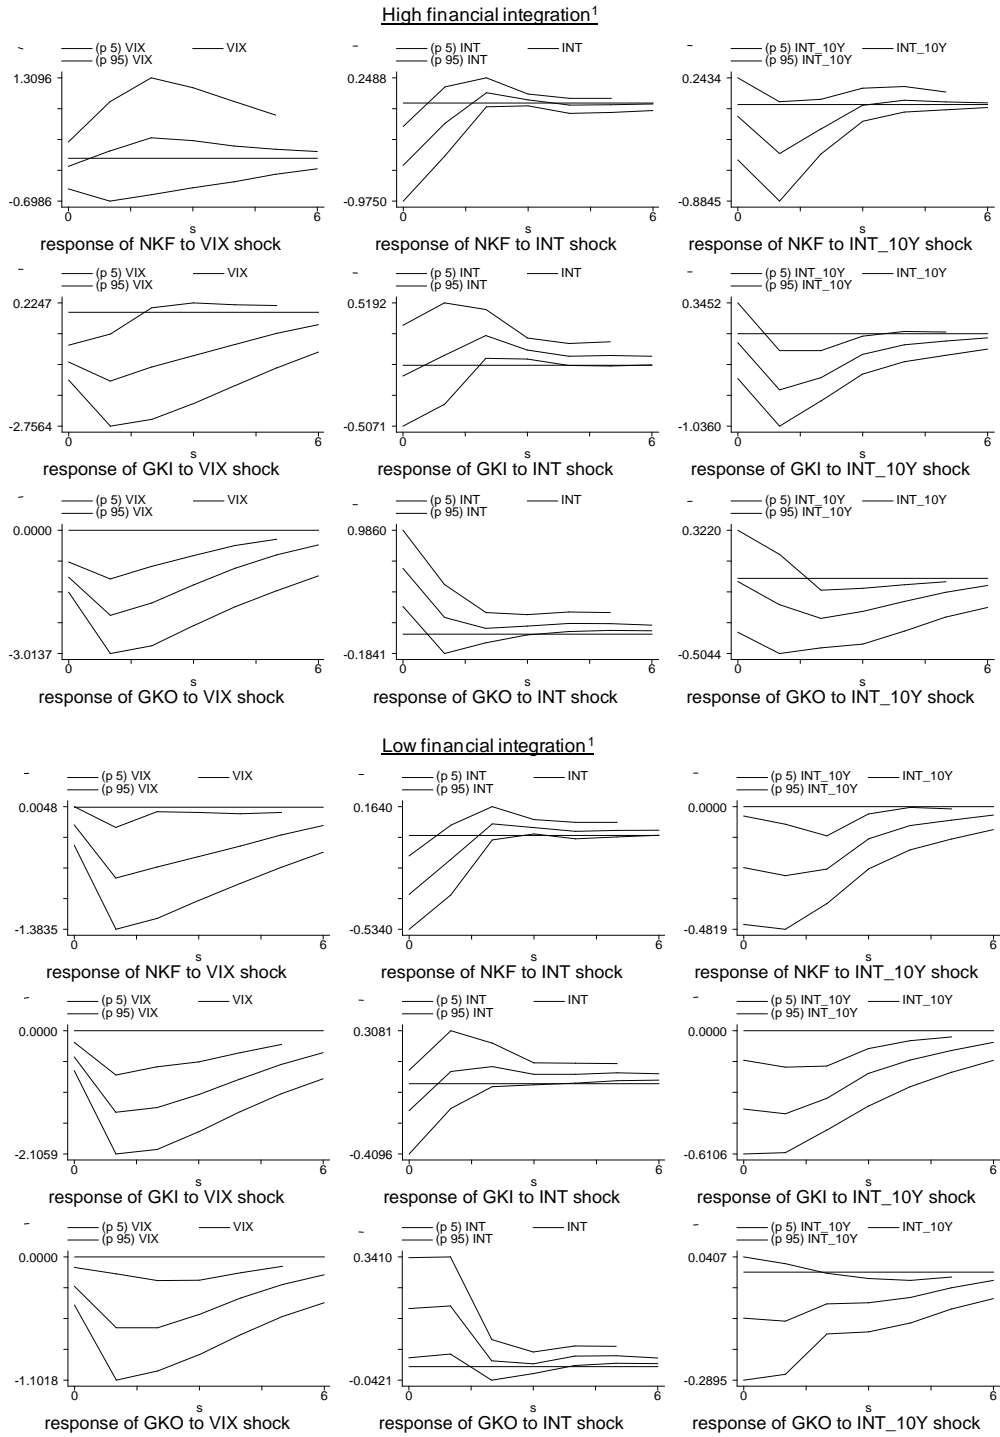 High financial integration¹
(p 5) VIX VIX (p 5) INT INT (p 5) INT_10Y INT_10Y
(p 95) VIX (p 95) INT (p 95) INT_10Y
1.3096 0.2488 0.2434
-0.6986 -0.9750 -0.8845
0 6 0 6 0 6
s s s
response of NKF to VIX shock response of NKF to INT shock response of NKF to INT_10Y shock
(p 5) VIX VIX (p 5) INT INT (p 5) INT_10Y INT_10Y
(p 95) VIX (p 95) INT (p 95) INT_10Y
0.2247 0.5192 0.3452
-2.7564 -0.5071 -1.0360
0 6 0 6 0 6
s s s
response of GKI to VIX shock response of GKI to INT shock response of GKI to INT_10Y shock
(p 5) VIX VIX (p 5) INT INT (p 5) INT_10Y INT_10Y
(p 95) VIX (p 95) INT (p 95) INT_10Y
0.0000 0.9860 0.3220
-3.0137 -0.1841 -0.5044
0 6 0 6 0 6
s s s
response of GKO to VIX shock response of GKO to INT shock response of GKO to INT_10Y shock
Low financial integration¹
(p 5) VIX VIX (p 5) INT INT (p 5) INT_10Y INT_10Y
(p 95) VIX (p 95) INT (p 95) INT_10Y
0.0048 0.1640 0.0000
-1.3835 -0.5340 -0.4819
0 6 0 6 0 6
s s s
response of NKF to VIX shock response of NKF to INT shock response of NKF to INT_10Y shock
(p 5) VIX VIX (p 5) INT INT (p 5) INT_10Y INT_10Y
(p 95) VIX (p 95) INT (p 95) INT_10Y
0.0000 0.3081 0.0000
-2.1059 -0.4096 -0.6106
0 6 0 6 0 6
s s s
response of GKI to VIX shock response of GKI to INT shock response of GKI to INT_10Y shock
(p 5) VIX VIX (p 5) INT INT (p 5) INT_10Y INT_10Y
(p 95) VIX (p 95) INT (p 95) INT_10Y
0.0000 0.3410 0.0407
-1.1018 -0.0421 -0.2895
0 6 0 6 0 6
s s s
response of GKO to VIX shock response of GKO to INT shock response of GKO to INT_10Y shock